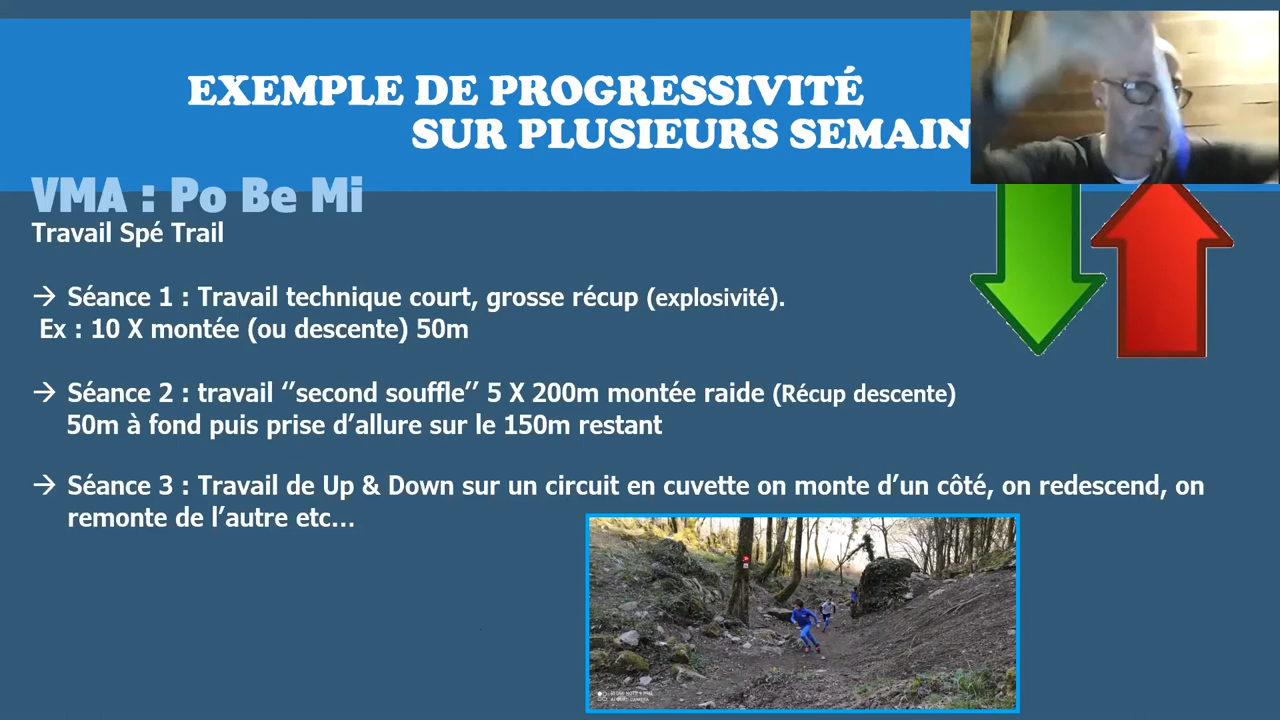 EXEMPLE DE PROGRESSIVITÉ
SUR PLUSIEURS SEMAIN
VMA : Po Be Mi
Travail Spé Trail
→ Séance 1 : Travail technique court, grosse récup (explosivité).
Ex : 10 X montée (ou descente) 50m
→ Séance 2 : travail ‘’second souffle’’ 5 X 200m montée raide (Récup descente)
50m à fond puis prise d’allure sur le 150m restant
→ Séance 3 : Travail de Up & Down sur un circuit en cuvette on monte d’un côté, on redescend, on
remonte de l’autre etc…